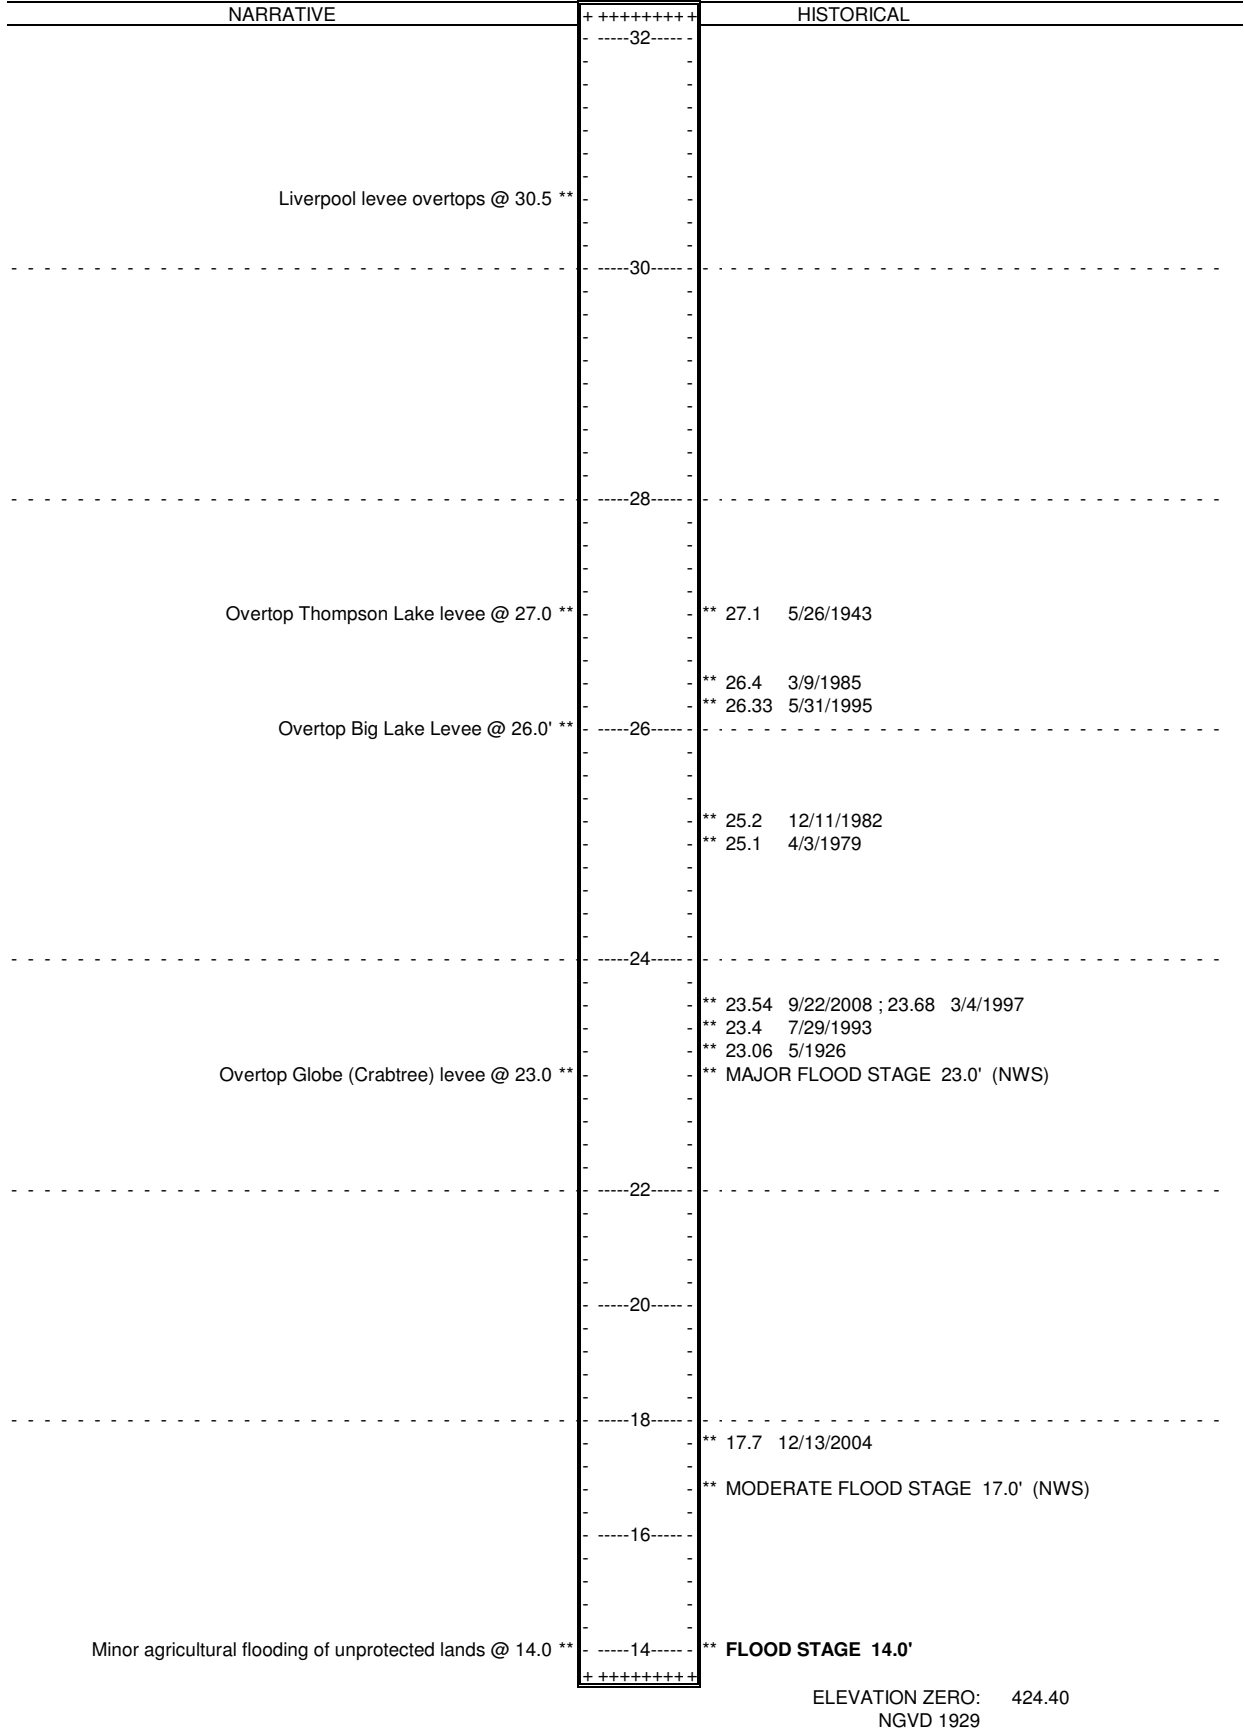 NARRATIVE + ++++++++ + HISTORICAL
- -----32----- -
Liverpool levee overtops @ 30.5 **
-----30-----
-----28-----
Overtop Thompson Lake levee @ 27.0 ** ** 27.1 5/26/1943
** 26.4 3/9/1985
** 26.33 5/31/1995
Overtop Big Lake Levee @ 26.0' ** -----26-----
** 25.2 12/11/1982
** 25.1 4/3/1979
-----24-----
** 23.54 9/22/2008 ; 23.68 3/4/1997
** 23.4 7/29/1993
** 23.06 5/1926
Overtop Globe (Crabtree) levee @ 23.0 ** ** MAJOR FLOOD STAGE 23.0' (NWS)
-----22-----
-----20-----
-----18-----
** 17.7 12/13/2004
** MODERATE FLOOD STAGE 17.0' (NWS)
-----16-----
Minor agricultural flooding of unprotected lands @ 14.0 ** -----14----- ** FLOOD STAGE 14.0'
+ ++++++++ +
ELEVATION ZERO: 424.40
NGVD 1929